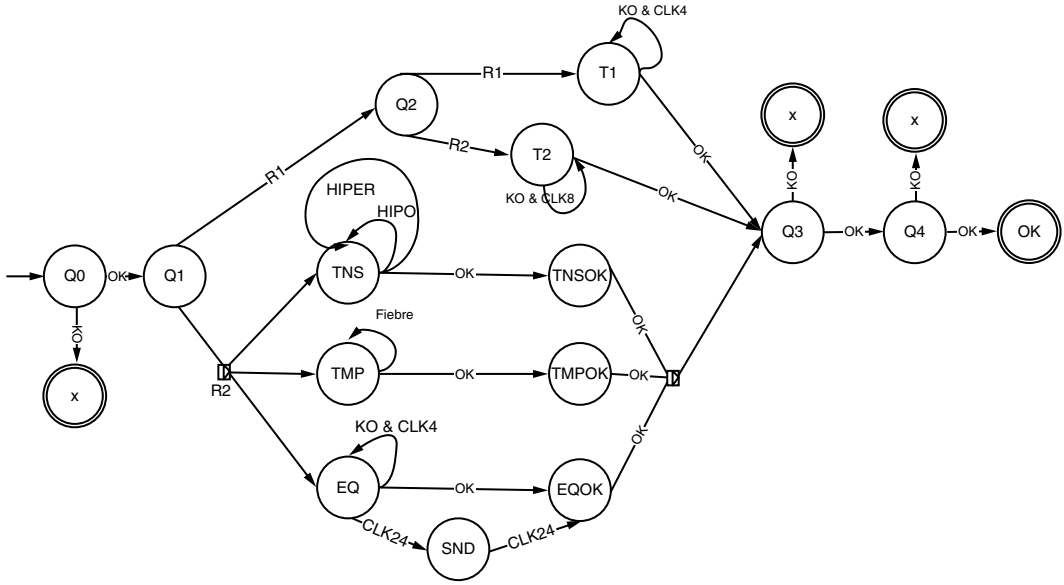 KO & CLK4
R1
T1
x
x
Q2
R2
T2
OK
KO
KO
R1
HIPER
KO & CLK8
OK
HIPO
Q3
OK
Q4
OK
OK
Q0
OK
Q1
TNS
OK
TNSOK
KO
Fiebre
OK
R2
TMP
OK
TMPOK
OK
x
KO & CLK4
OK
EQ
OK
EQOK
CLK24
SND
CLK24